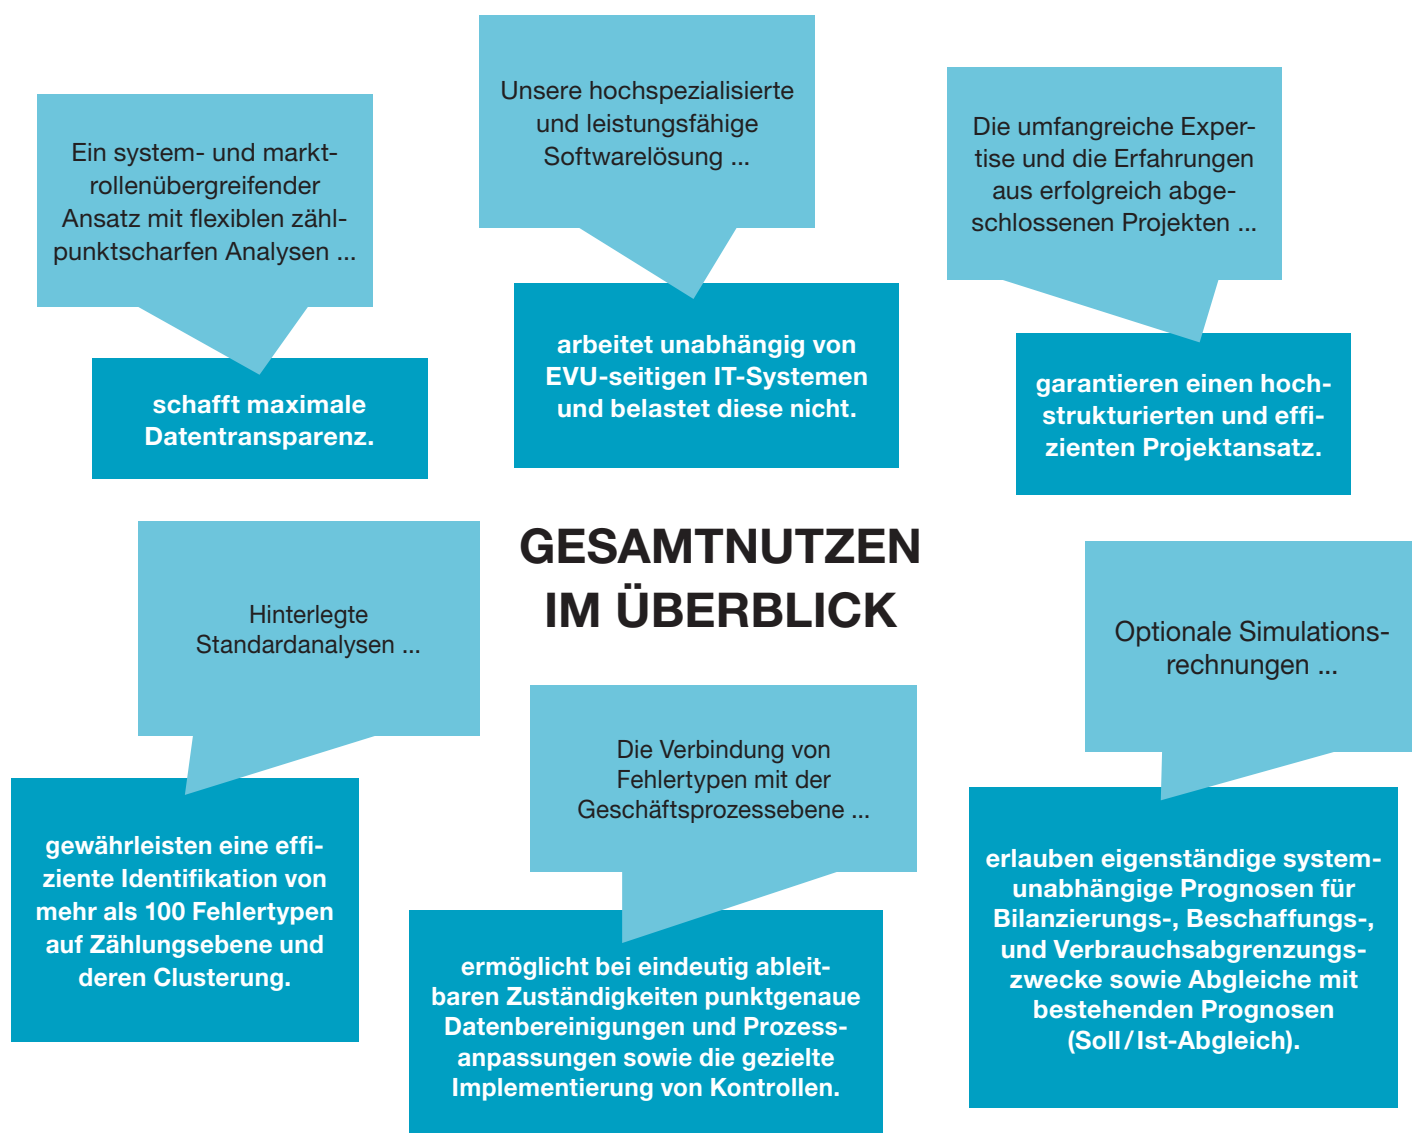 Ein system- und markt-
rollenübergreifender
Ansatz mit flexiblen zähl-
punktscharfen Analysen ...
schafft maximale
Datentransparenz.
Unsere hochspezialisierte
und leistungsfähige
Softwarelösung ...
arbeitet unabhängig von
EVU-seitigen IT-Systemen
und belastet diese nicht.
Die umfangreiche Exper-
tise und die Erfahrungen
aus erfolgreich abge-
schlossenen Projekten ...
garantieren einen hoch-
strukturierten und effi-
zienten Projektansatz.
GESAMTNUTZEN
IM ÜBERBLICK
Hinterlegte
Standardanalysen ...
gewährleisten eine effi-
ziente Identifikation von
mehr als 100 Fehlertypen
auf Zählungsebene und
deren Clusterung.
Die Verbindung von
Fehlertypen mit der
Geschäftsprozessebene ...
ermöglicht bei eindeutig ableit-
baren Zuständigkeiten punktgenaue
Datenbereinigungen und Prozess-
anpassungen sowie die gezielte
Implementierung von Kontrollen.
Optionale Simulations-
rechnungen ...
erlauben eigenständige system-
unabhängige Prognosen für
Bilanzierungs-, Beschaffungs-,
und Verbrauchsabgrenzungs-
zwecke sowie Abgleiche mit
bestehenden Prognosen
(Soll/Ist-Abgleich).